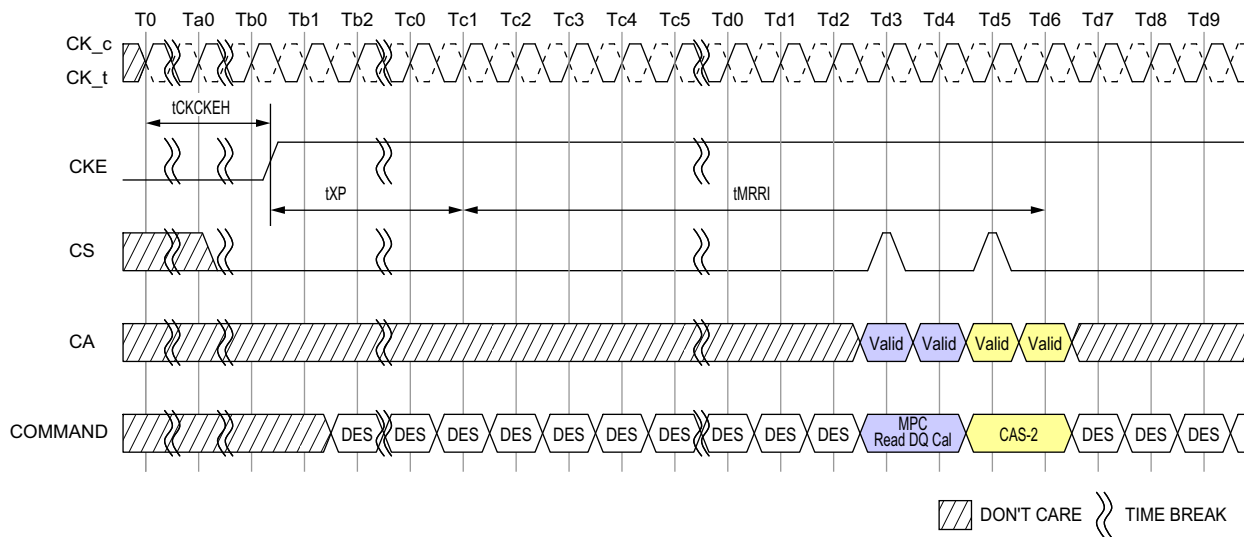 T0 Ta0 Tb0 Tb1 Tb2 Tc0 Tc1 Tc2 Tc3 Tc4 Tc5 Td0 Td1 Td2 Td3 Td4 Td5 Td6 Td7 Td8 Td9
CK_c
CK_t
tCKCKEH
CKE
tXP tMRRI
CS
CA Valid Valid Valid Valid
COMMAND DES DES DES DES DES DES DES DES DES DES MPC Read DQ Cal CAS-2 DES DES DES
DON'T CARE TIME BREAK